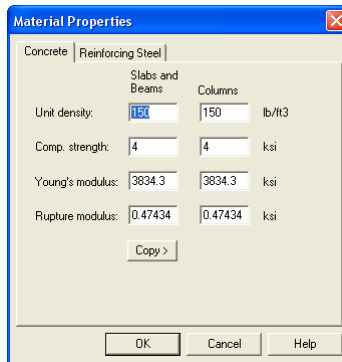 Material Properties
Concrete Reinforcing Steel
Slabs and
Beams Columns
Unit density: 150 150 lb/ft3
Comp. strength: 4 4 ksi
Young's modulus: 3834.3 3834.3 ksi
Rupture modulus: 0.47434 0.47434 ksi
Copy >
OK Cancel Help